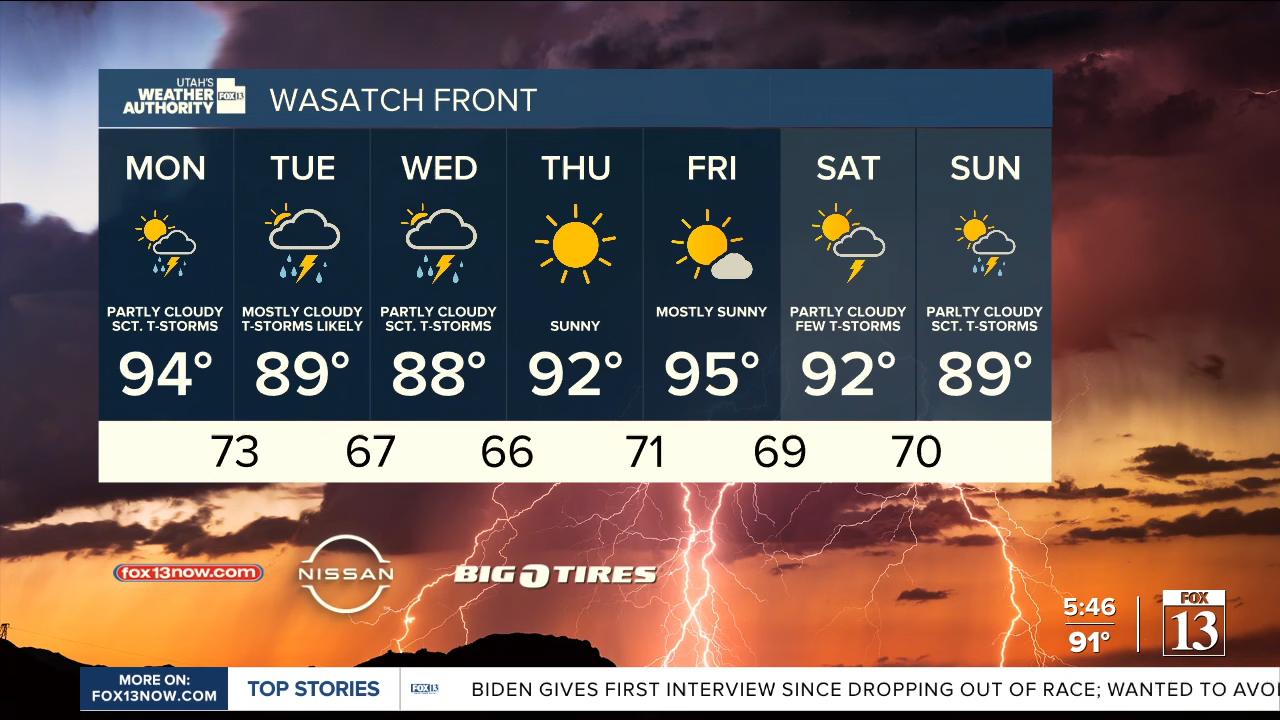 UTAH'S
WEATHER
AUTHORITY
FOX 13
WASATCH FRONT
MON TUE WED THU FRI SAT SUN
PARTLY CLOUDY MOSTLY CLOUDY PARTLY CLOUDY MOSTLY SUNNY PARTLY CLOUDY PARLTY CLOUDY
SCT. T-STORMS T-STORMS LIKELY SCT. T-STORMS SUNNY FEW T-STORMS SCT. T-STORMS
94° 89° 88° 92° 95° 92° 89°
73 67 66 71 69 70
fox13now.com NISSAN BIG O TIRES
5:46
91°
FOX
13
MORE ON:
FOX13NOW.COM
TOP STORIES
FOX 13
BIDEN GIVES FIRST INTERVIEW SINCE DROPPING OUT OF RACE; WANTED TO AVOI